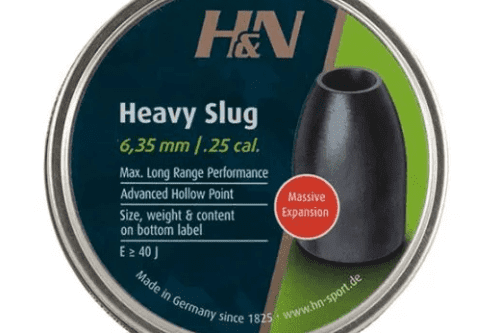 H&N
Heavy Slug
6,35 mm / .25 cal.
Max. Long Range Performance
Advanced Hollow Point
Size, weight & content
on bottom label
E ≥ 40 J
Massive
Expansion
Made in Germany since 1825 · www.hn-sport.de